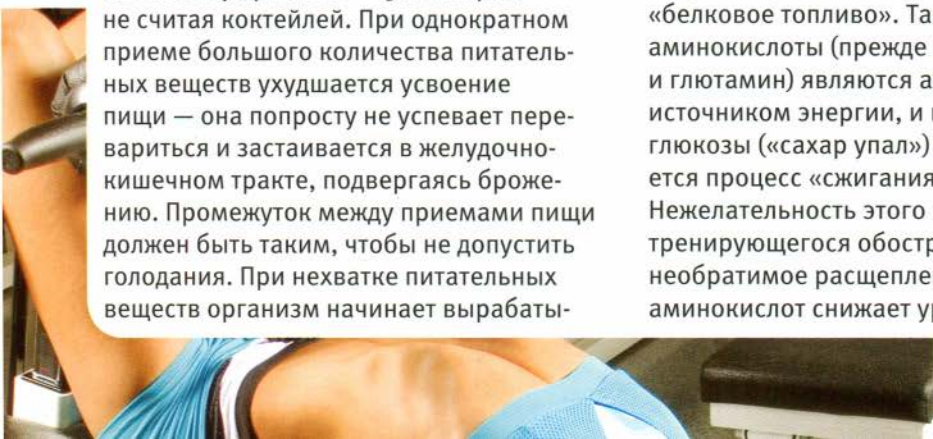 не считая коктейлей. При однократном
приеме большого количества питатель-
ных веществ ухудшается усвоение
пищи — она попросту не успевает пере-
вариться и застаивается в желудочно-
кишечном тракте, подвергаясь броже-
нию. Промежуток между приемами пищи
должен быть таким, чтобы не допустить
голодания. При нехватке питательных
веществ организм начинает вырабаты-
«белковое топливо». Та
аминокислоты (прежде
и глютамин) являются а
источником энергии, и
глюкозы («сахар упал»)
ется процесс «сжигания
Нежелательность этого
тренирующегося обостр
необратимое расщепле
аминокислот снижает ур